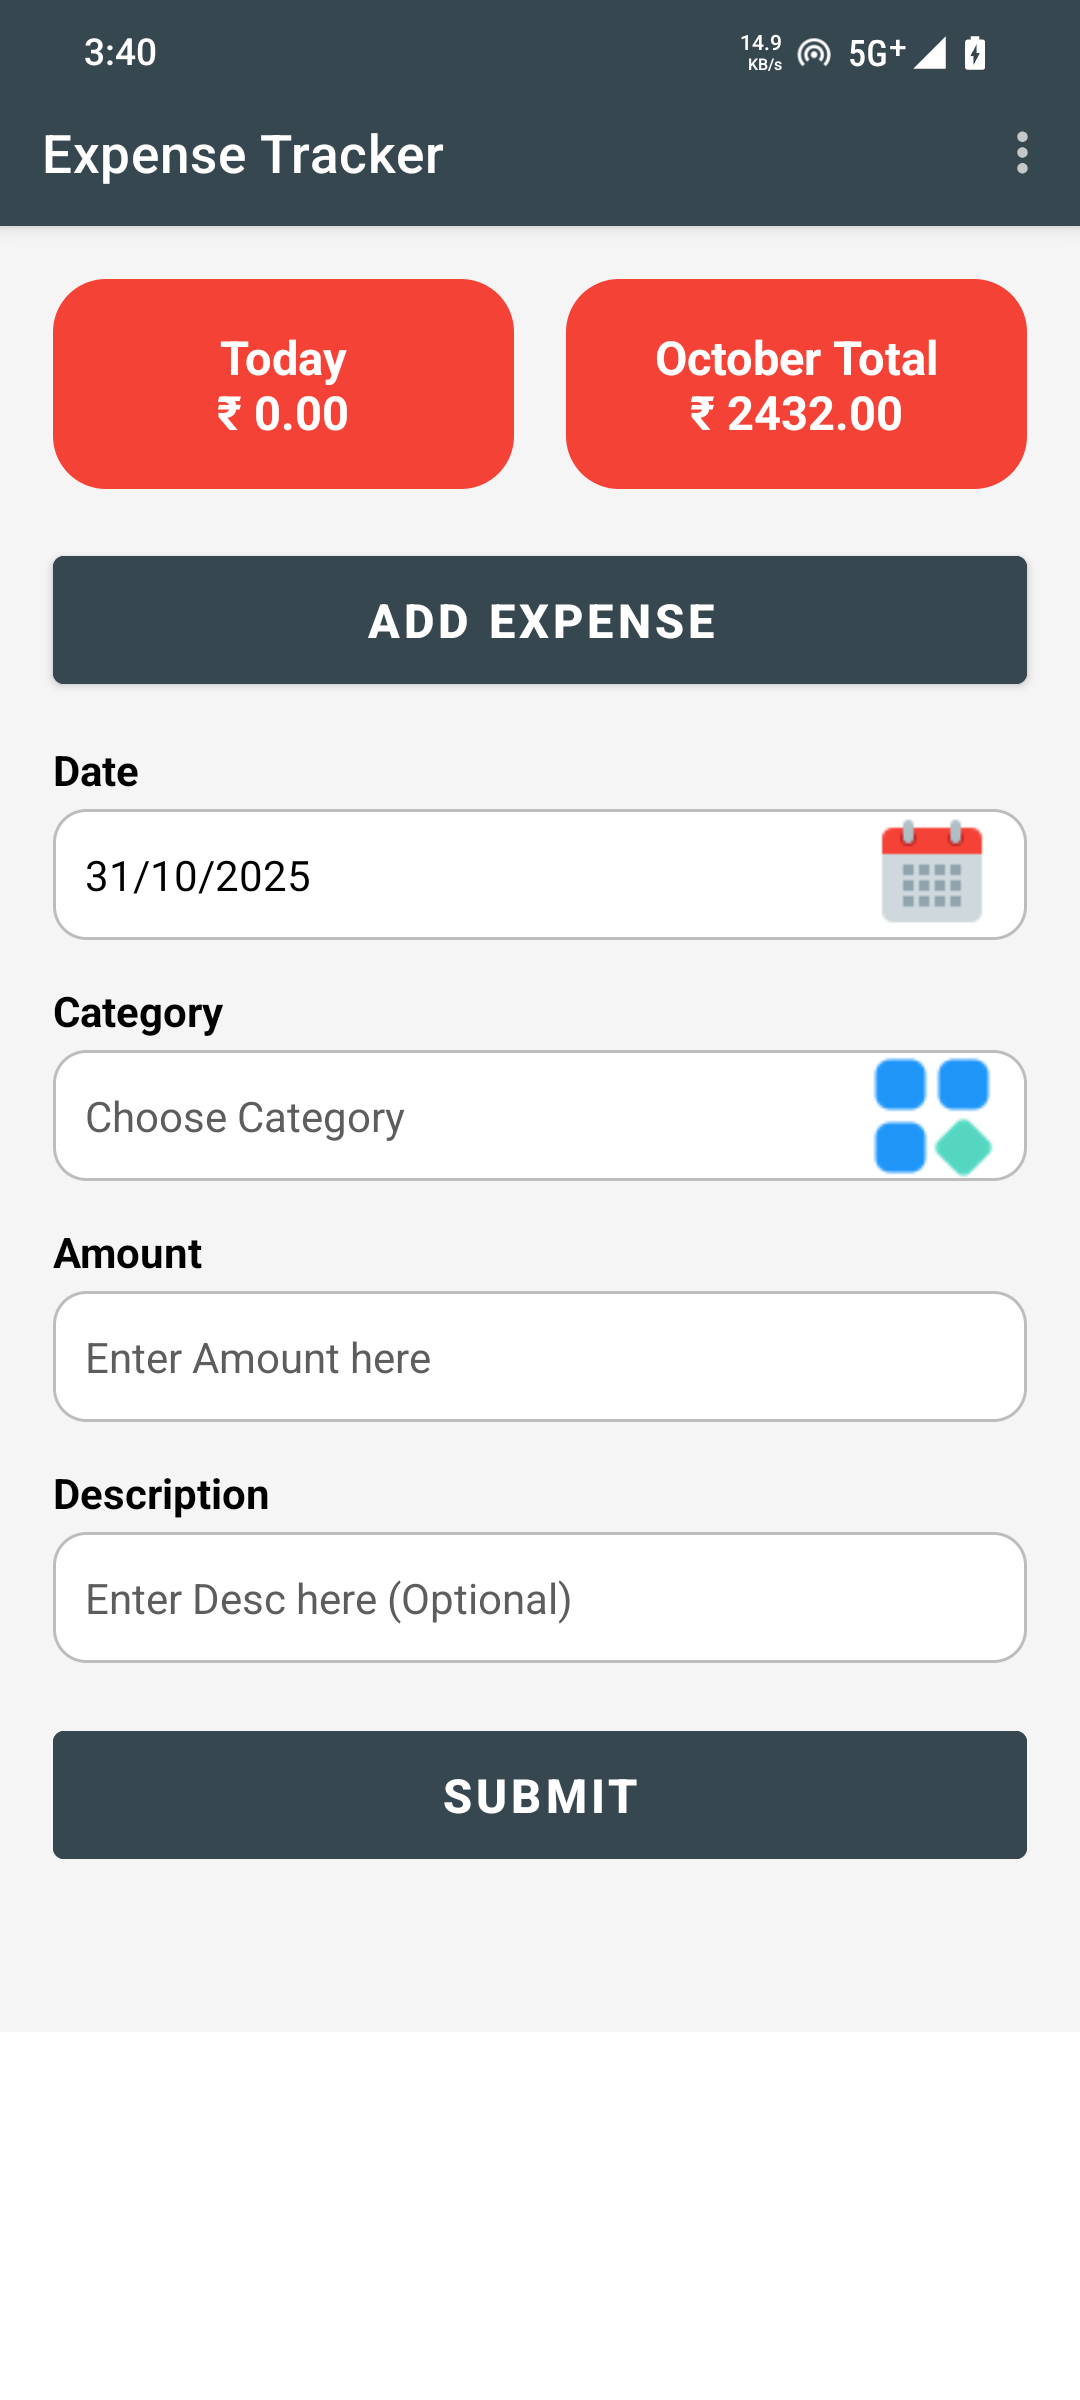 3:40
14.9
KB/s
5G+
Expense Tracker
Today
₹ 0.00
October Total
₹ 2432.00
ADD EXPENSE
Date
31/10/2025
Category
Choose Category
Amount
Enter Amount here
Description
Enter Desc here (Optional)
SUBMIT